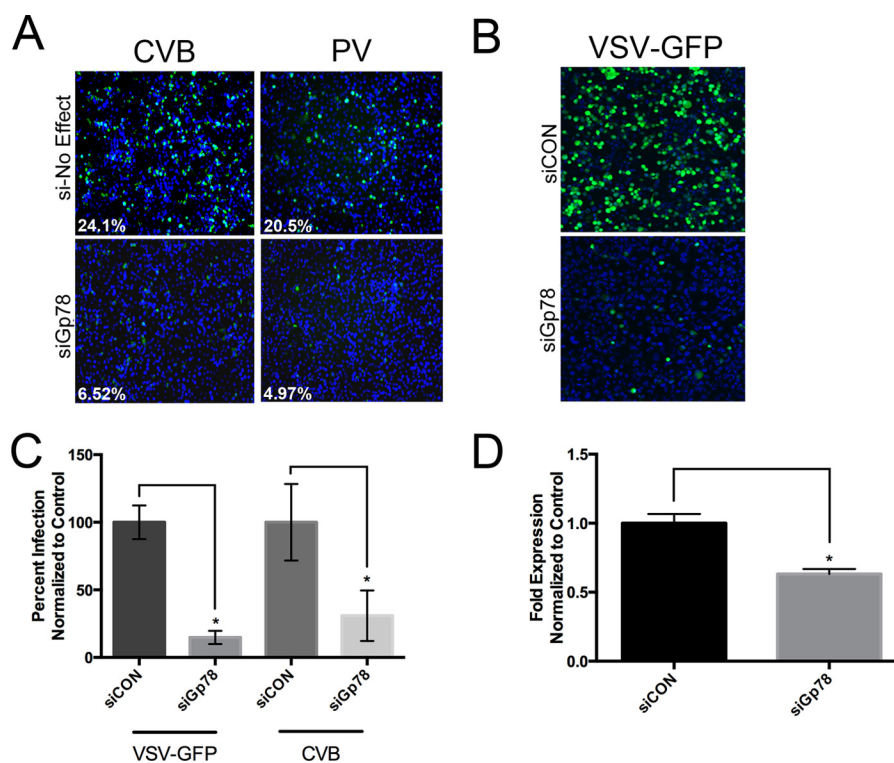 A
CVB
PV
si-No Effect
24.1%
20.5%
siGp78
6.52%
4.97%
B
VSV-GFP
siCON
siGp78
C
Percent Infection
Normalized to Control
150
100
50
0
siCON
siGp78
siCON
siGp78
*
*
VSV-GFP
CVB
D
Fold Expression
Normalized to Control
1.5
1.0
0.5
0.0
*
siCON
siGp78